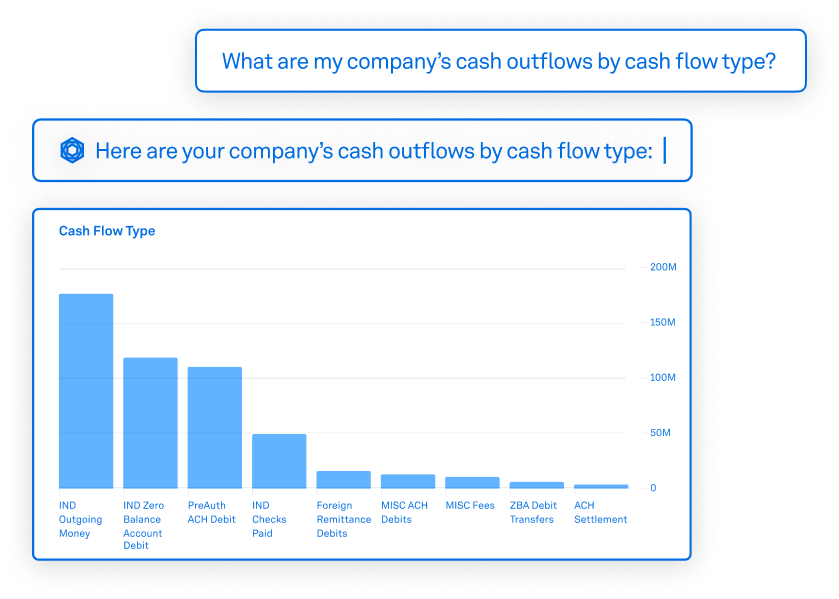 What are my company's cash outflows by cash flow type?
Here are your company's cash outflows by cash flow type:
Cash Flow Type
200M
150M
100M
50M
0
IND
Outgoing
Money
IND Zero
Balance
Account
Debit
PreAuth
ACH Debit
IND
Checks
Paid
Foreign
Remittance
Debits
MISC ACH
Debits
MISC Fees
ZBA Debit
Transfers
ACH
Settlement